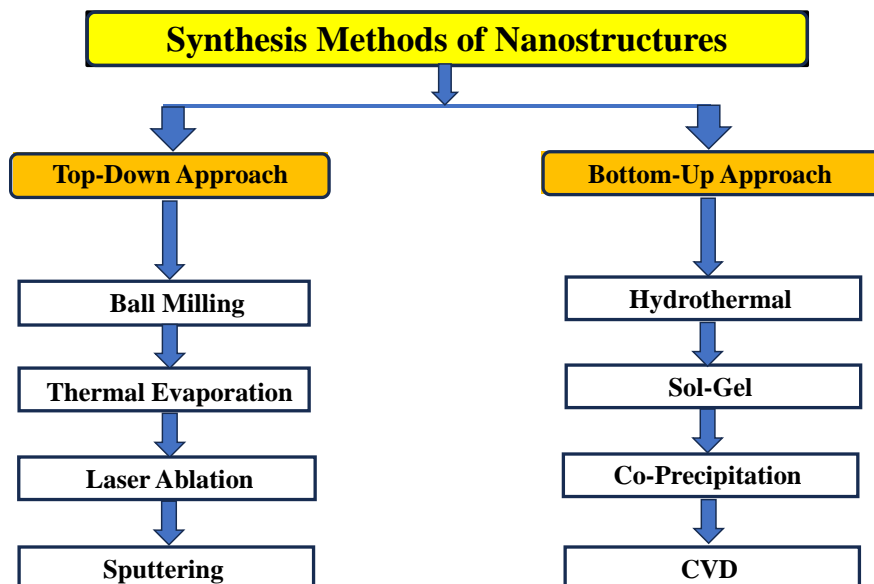 Synthesis Methods of Nanostructures
Top-Down Approach
Bottom-Up Approach
Ball Milling
Thermal Evaporation
Laser Ablation
Sputtering
Hydrothermal
Sol-Gel
Co-Precipitation
CVD